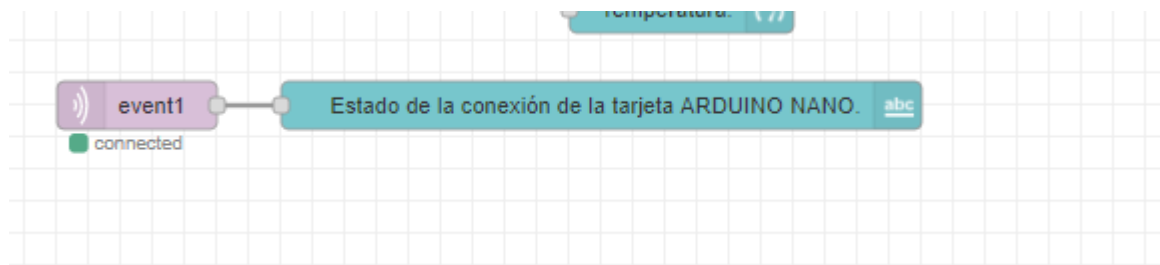 Temperatura.
event1
Estado de la conexión de la tarjeta ARDUINO NANO.
abc
connected